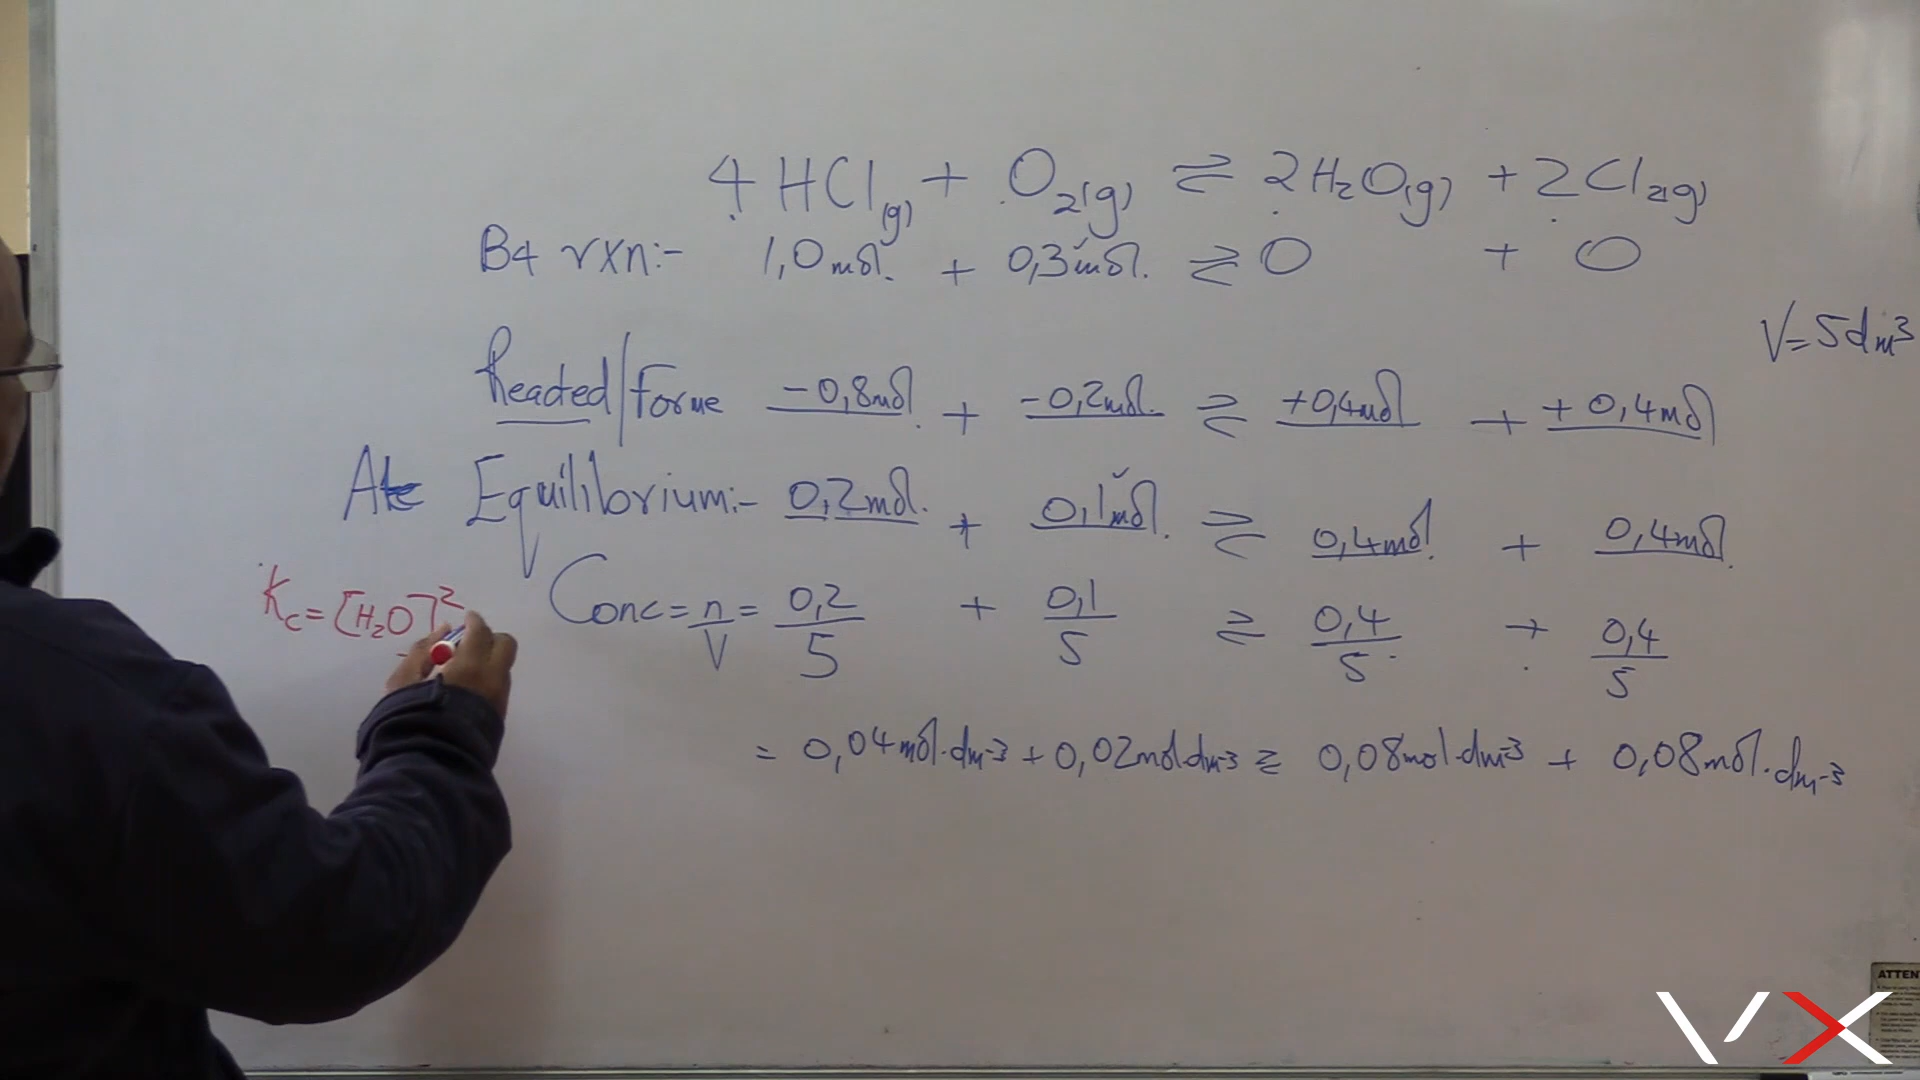 4HCl(g) + O2(g) ⇌ 2H2O(g) + 2Cl2(g)
B4 rxn:- 1,0mol. + 0,3mol. ⇌ 0 + 0
V=5dm³
Reacted/Forme -0,8mol. + -0,2mol. ⇌ +0,4mol + +0,4mol
At Equilibrium:- 0,2mol. + 0,1mol. ⇌ 0,4mol. + 0,4mol
Kc=[H2O]²
Conc = n/V = 0,2/5 + 0,1/5 ⇌ 0,4/5 + 0,4/5
= 0,04mol.dm-3 + 0,02mol.dm-3 ⇌ 0,08mol.dm-3 + 0,08mol.dm-3
ATTEN
VX